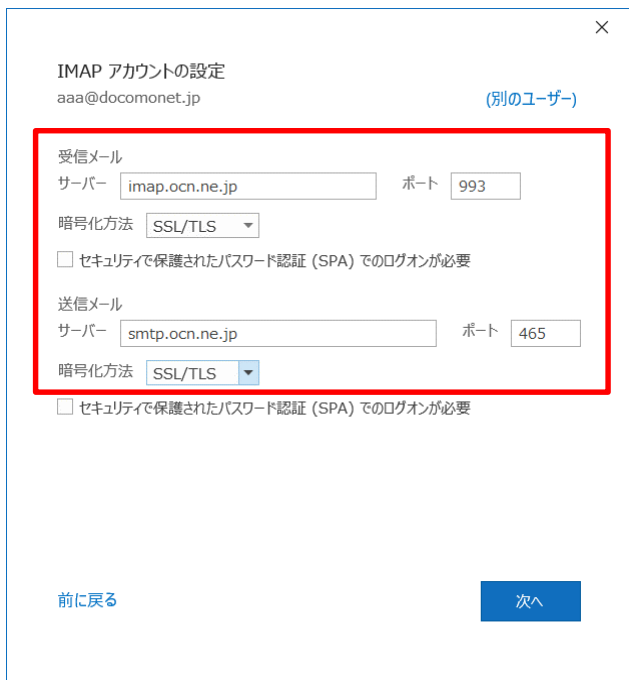 IMAP アカウントの設定
aaa@docomonet.jp (別のユーザー)
受信メール
サーバー imap.ocn.ne.jp ポート 993
暗号化方法 SSL/TLS
セキュリティで保護されたパスワード認証 (SPA) でのログオンが必要
送信メール
サーバー smtp.ocn.ne.jp ポート 465
暗号化方法 SSL/TLS
セキュリティで保護されたパスワード認証 (SPA) でのログオンが必要
前に戻る 次へ